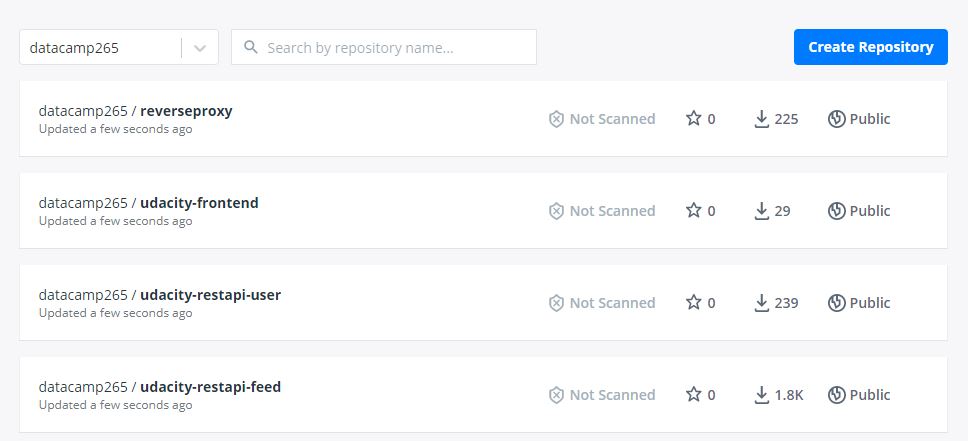 datacamp265
Search by repository name...
Create Repository
datacamp265 / reverseproxy
Updated a few seconds ago
Not Scanned
0
225
Public
datacamp265 / udacity-frontend
Updated a few seconds ago
Not Scanned
0
29
Public
datacamp265 / udacity-restapi-user
Updated a few seconds ago
Not Scanned
0
239
Public
datacamp265 / udacity-restapi-feed
Updated a few seconds ago
Not Scanned
0
1.8K
Public